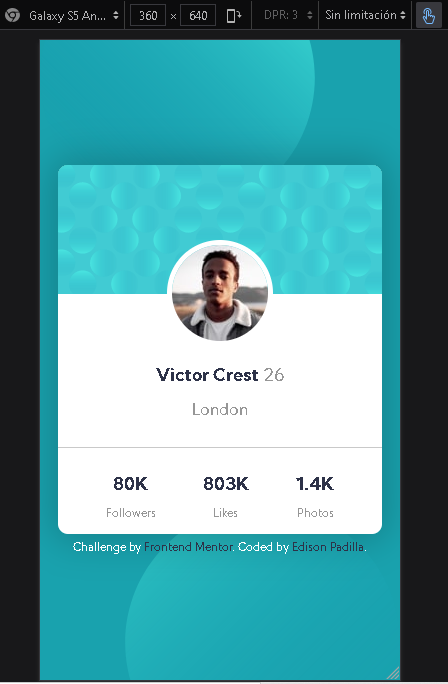 Galaxy S5 An... 360 × 640 DPR: 3 Sin limitación
Victor Crest 26
London
80K 803K 1.4K
Followers Likes Photos
Challenge by Frontend Mentor. Coded by Edison Padilla.